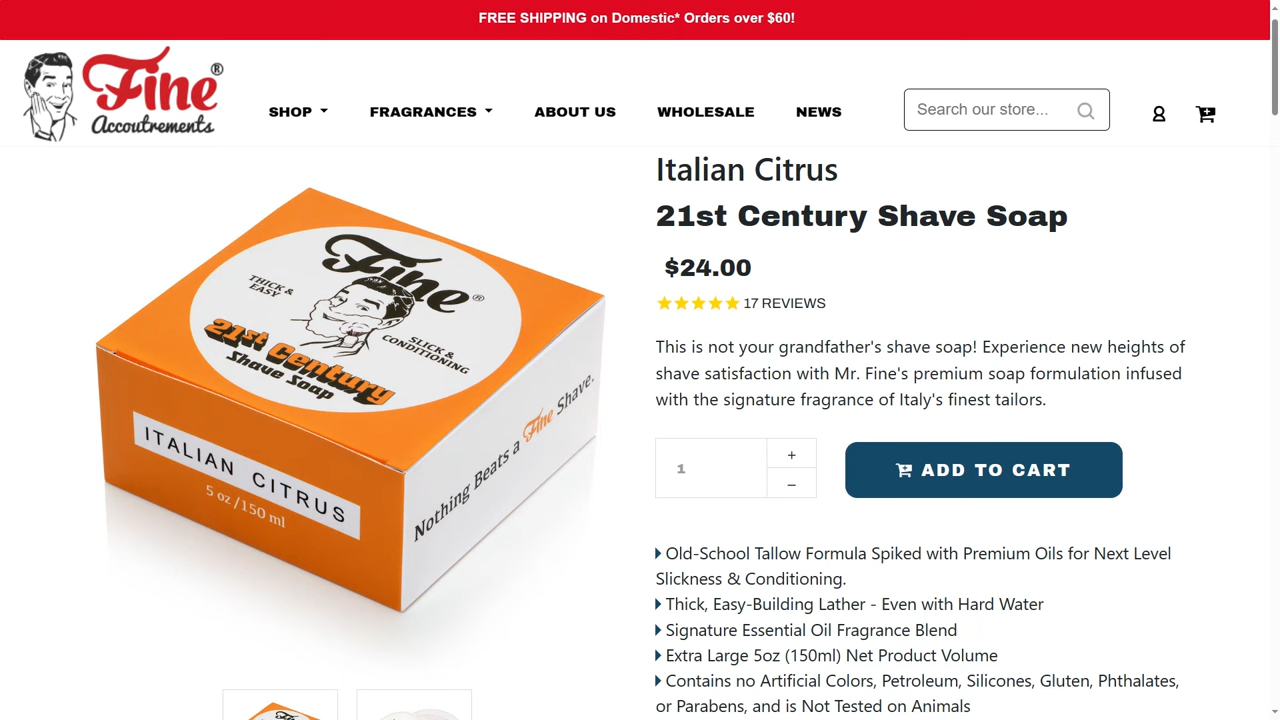 FREE SHIPPING on Domestic* Orders over $60!
Fine®
Accoutrements
SHOP
FRAGRANCES
ABOUT US
WHOLESALE
NEWS
Search our store...
Italian Citrus
21st Century Shave Soap
$24.00
17 REVIEWS
This is not your grandfather's shave soap! Experience new heights of
shave satisfaction with Mr. Fine's premium soap formulation infused
with the signature fragrance of Italy's finest tailors.
1
+
−
ADD TO CART
Old-School Tallow Formula Spiked with Premium Oils for Next Level
Slickness & Conditioning.
Thick, Easy-Building Lather - Even with Hard Water
Signature Essential Oil Fragrance Blend
Extra Large 5oz (150ml) Net Product Volume
Contains no Artificial Colors, Petroleum, Silicones, Gluten, Phthalates,
or Parabens, and is Not Tested on Animals
Fine®
THICK &
EASY
SLICK &
CONDITIONING
21st Century
Shave Soap
ITALIAN CITRUS
5 oz /150 ml
Nothing Beats a Fine Shave.